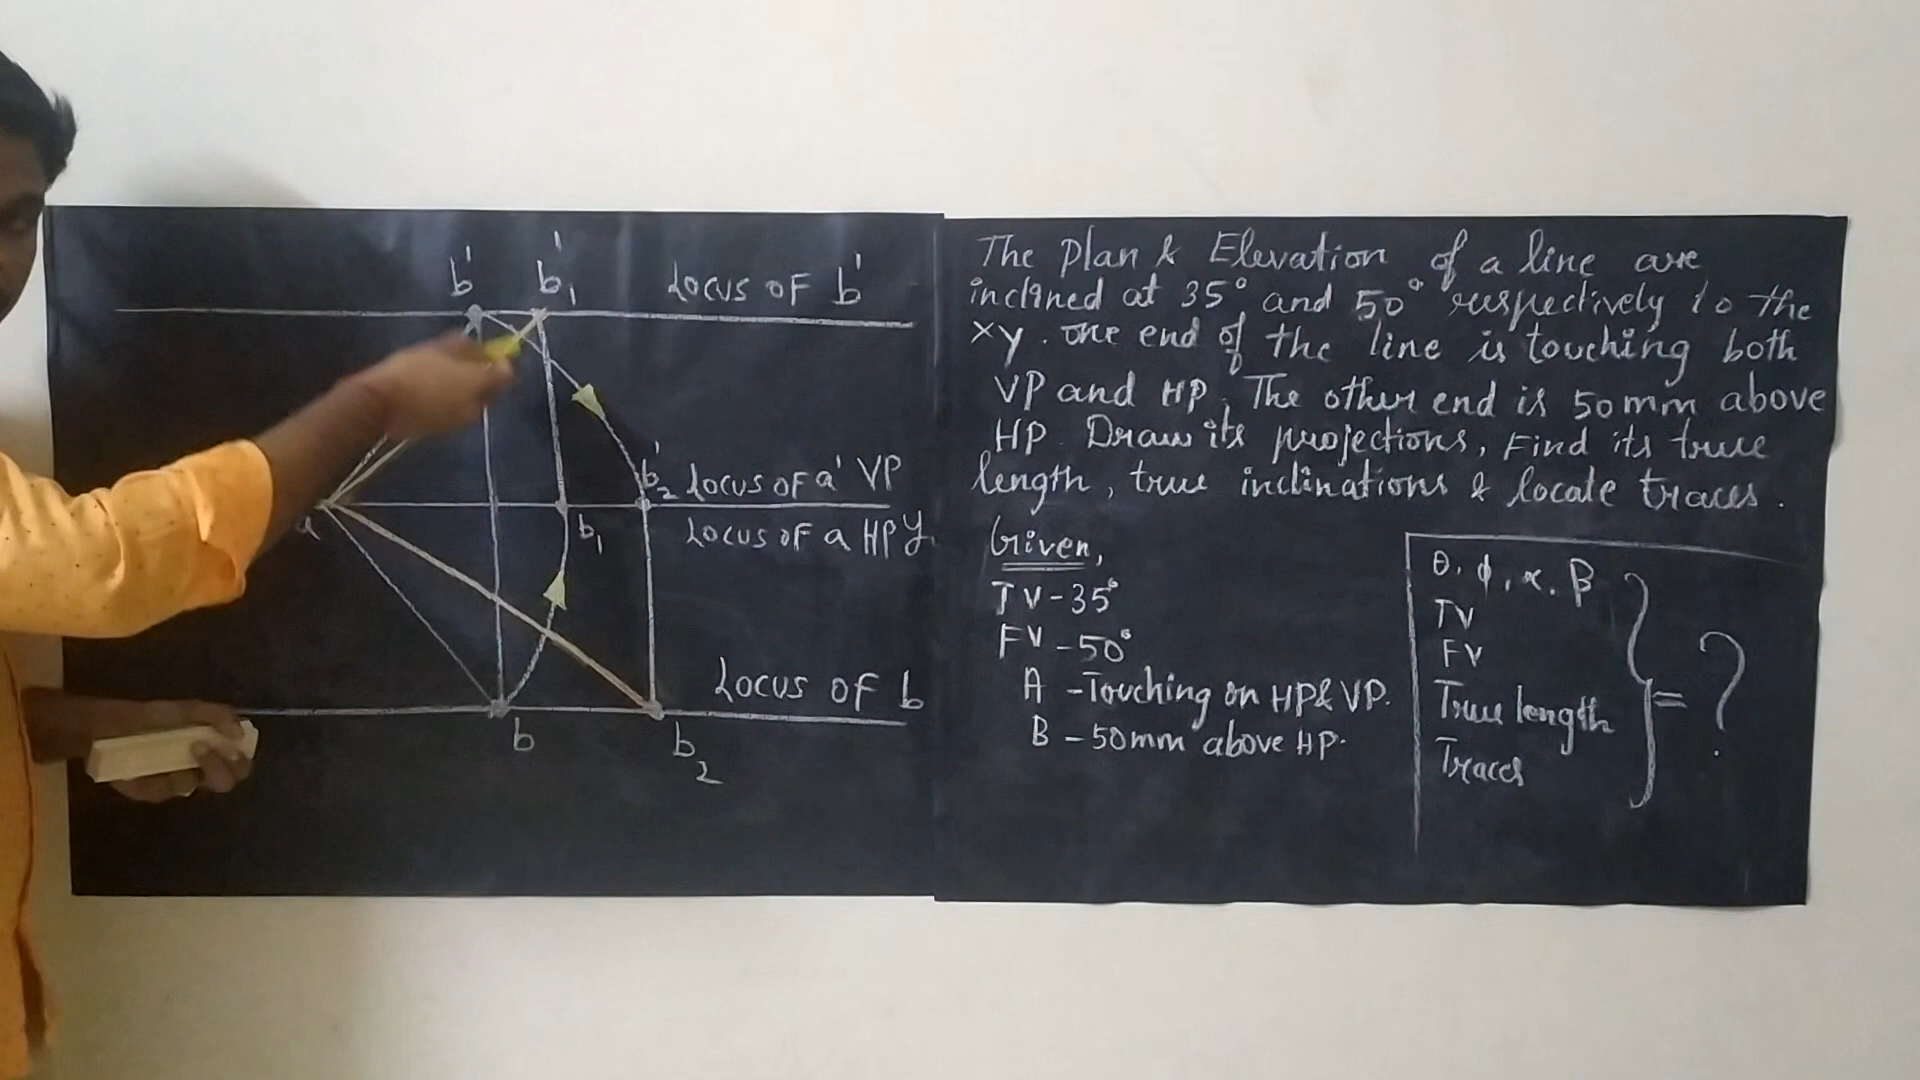 b' b'1 Locus of b'
b'2 Locus of a' VP
a b1 Locus of a HP y
Locus of b
b b2
The Plan & Elevation of a line are
inclined at 35° and 50° respectively to the
xy. One end of the line is touching both
VP and HP. The other end is 50mm above
HP. Draw its projections, Find its true
length, true inclinations & locate traces.
Given,
TV - 35°
FV - 50°
A - Touching on HP & VP.
B - 50mm above HP.
θ, φ, α, β
TV
FV
True length = ?
Traces